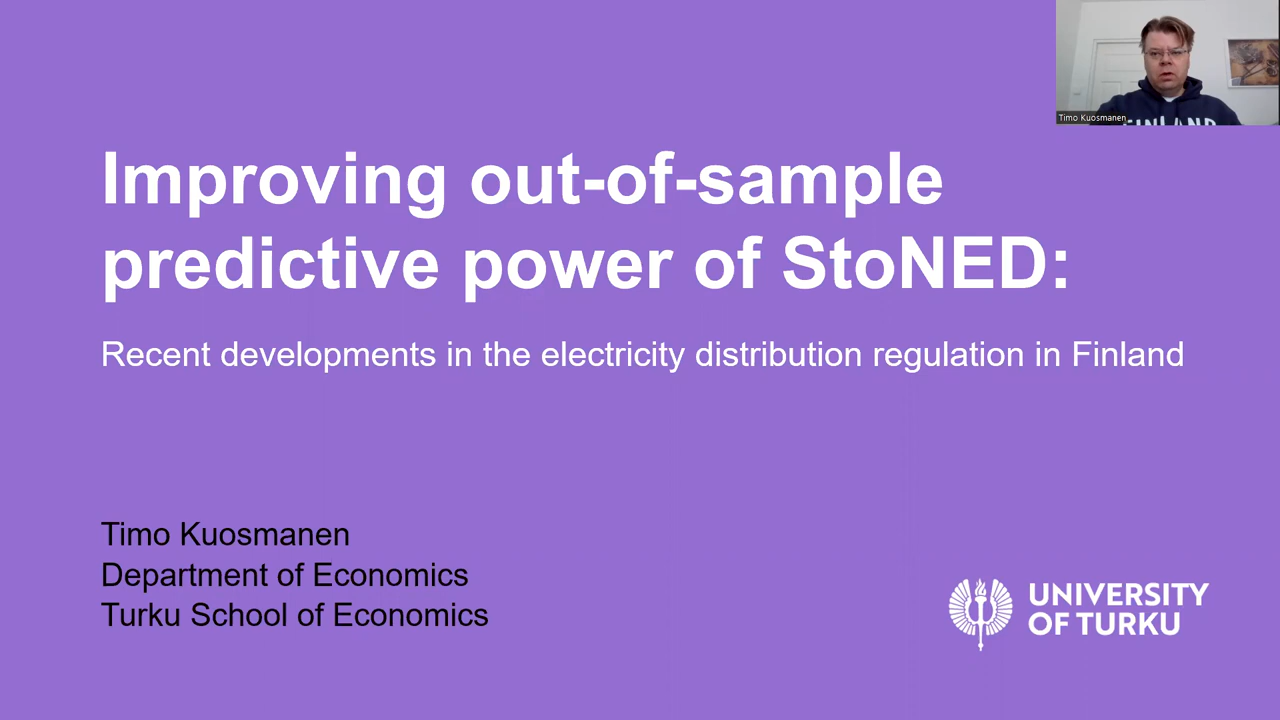 Timo Kuosmanen
FINLAND
Improving out-of-sample
predictive power of StoNED:
Recent developments in the electricity distribution regulation in Finland
Timo Kuosmanen
Department of Economics
Turku School of Economics
UNIVERSITY
OF TURKU